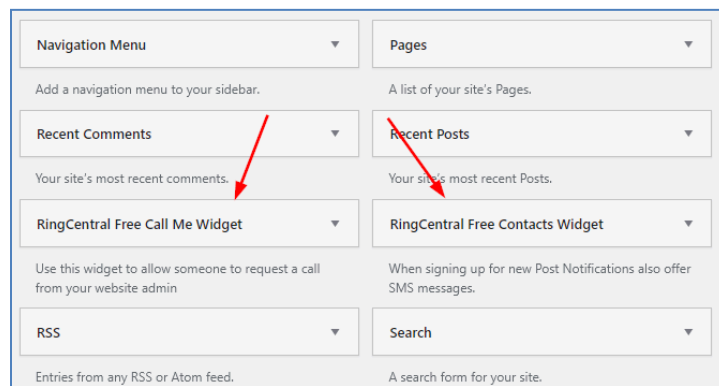 Navigation Menu
Pages
Add a navigation menu to your sidebar.
A list of your site's Pages.
Recent Comments
Recent Posts
Your site's most recent comments.
Your site's most recent Posts.
RingCentral Free Call Me Widget
RingCentral Free Contacts Widget
Use this widget to allow someone to request a call
from your website admin
When signing up for new Post Notifications also offer
SMS messages.
RSS
Search
Entries from any RSS or Atom feed.
A search form for your site.